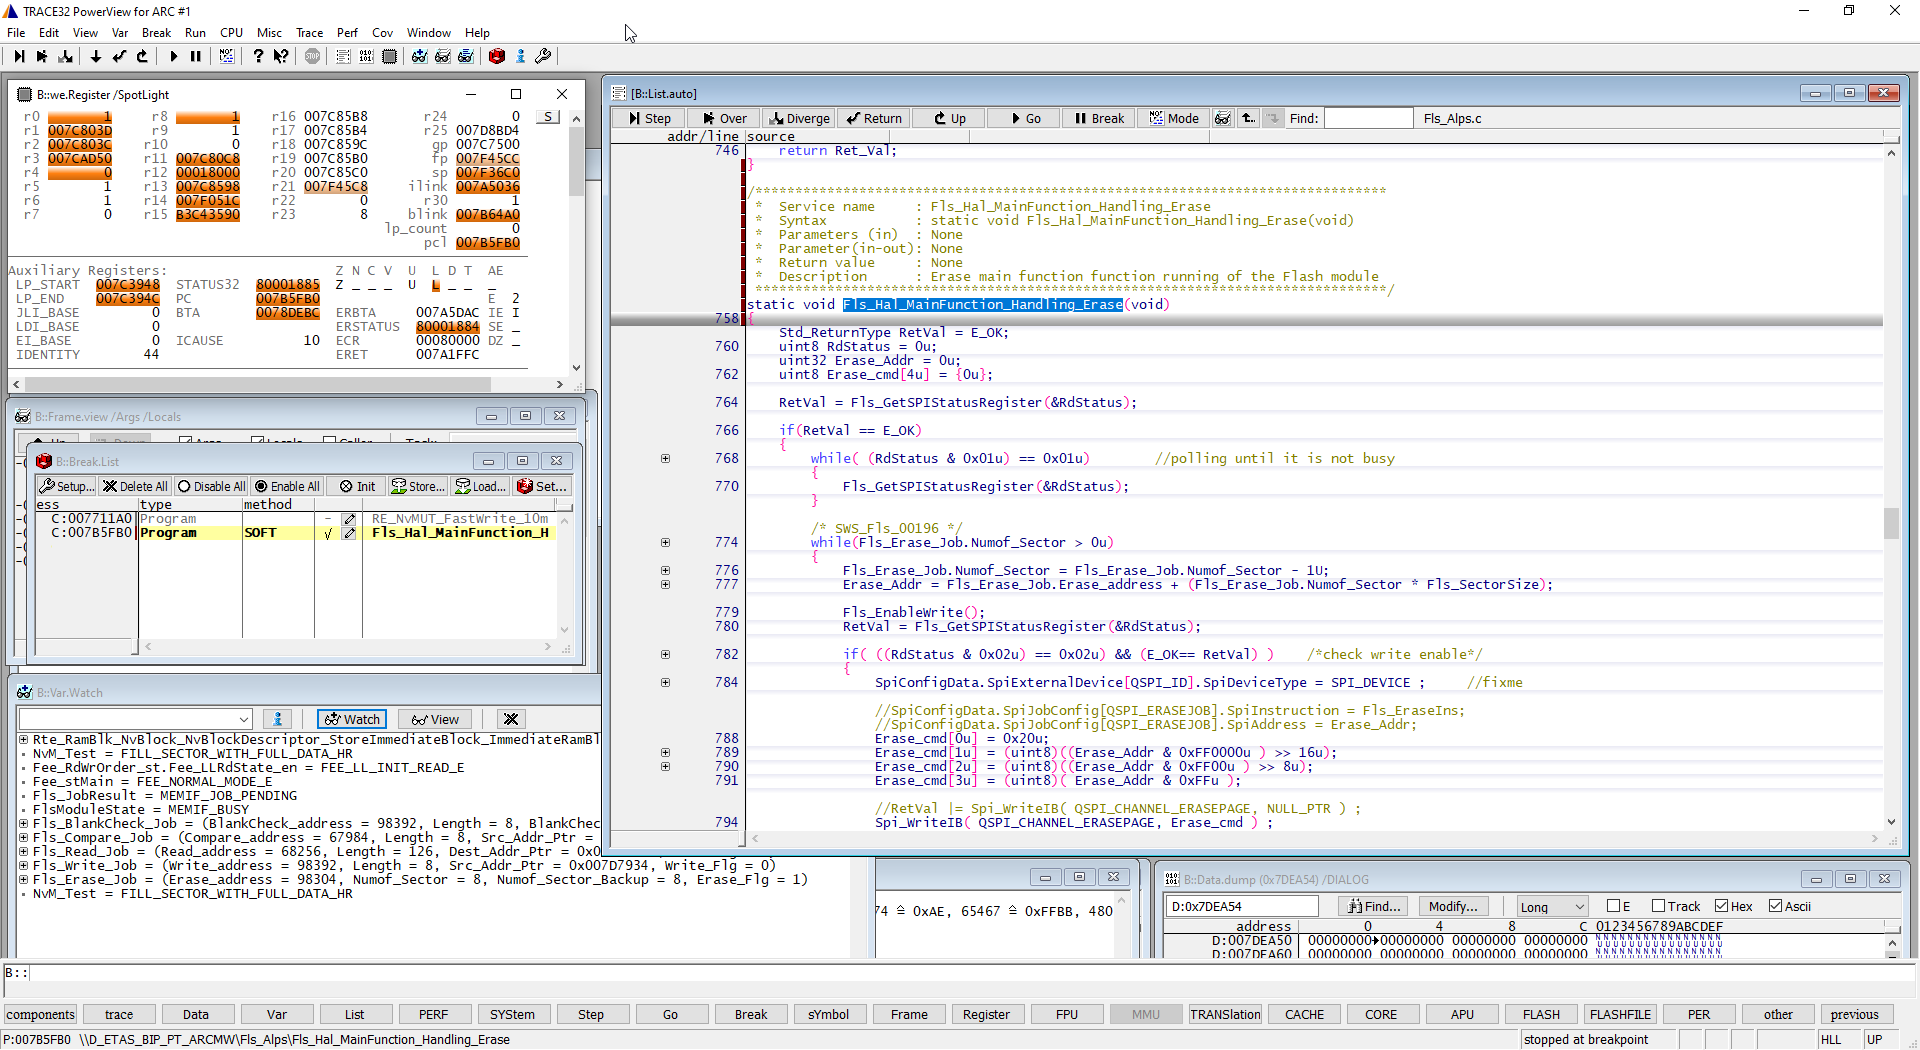 TRACE32 PowerView for ARC #1
File Edit View Var Break Run CPU Misc Trace Perf Cov Window Help
B::we.Register /SpotLight
r0 1 r8 1 r16 007C85B8 r24 0 S
r1 007C803D r9 1 r17 007C85B4 r25 007D8BD4
r2 007C803C r10 0 r18 007C859C gp 007C7500
r3 007CAD50 r11 007C80C8 r19 007C85B0 fp 007F45CC
r4 0 r12 00018000 r20 007C85C0 sp 007F36C0
r5 1 r13 007C8598 r21 007F45C8 ilink 007A5036
r6 1 r14 007F051C r22 0 r30 1
r7 0 r15 B3C43590 r23 8 blink 007B64A0
lp_count 0
pcl 007B5FB0
Auxiliary Registers: Z N C V U L D T AE
LP_START 007C3948 STATUS32 80001885 Z _ _ _ U L _ _ _
LP_END 007C394C PC 007B5FB0 E 2
JLI_BASE 0 BTA 0078DEBC ERBTA 007A5DAC IE I
LDI_BASE 0 ERSTATUS 80001884 SE _
EI_BASE 0 ICAUSE 10 ECR 00080000 DZ _
IDENTITY 44 ERET 007A1FFC
B::Frame.view /Args /Locals
B::Break.List
Setup... Delete All Disable All Enable All Init Store... Load... Set...
ess type method
C:007711A0 Program – RE_NvMUT_FastWrite_10m
C:007B5FB0 Program SOFT √ Fls_Hal_MainFunction_H
B::Var.Watch
Watch View
Rte_RamBlk_NvBlock_NvBlockDescriptor_StoreImmediateBlock_ImmediateRamBl
NvM_Test = FILL_SECTOR_WITH_FULL_DATA_HR
Fee_RdWrOrder_st.Fee_LLRdState_en = FEE_LL_INIT_READ_E
Fee_stMain = FEE_NORMAL_MODE_E
Fls_JobResult = MEMIF_JOB_PENDING
FlsModuleState = MEMIF_BUSY
Fls_BlankCheck_Job = (BlankCheck_address = 98392, Length = 8, BlankChec
Fls_Compare_Job = (Compare_address = 67984, Length = 8, Src_Addr_Ptr =
Fls_Read_Job = (Read_address = 68256, Length = 126, Dest_Addr_Ptr = 0x0
Fls_Write_Job = (Write_address = 98392, Length = 8, Src_Addr_Ptr = 0x007D7934, Write_Flg = 0)
Fls_Erase_Job = (Erase_address = 98304, Numof_Sector = 8, Numof_Sector_Backup = 8, Erase_Flg = 1)
NvM_Test = FILL_SECTOR_WITH_FULL_DATA_HR
[B::List.auto]
Step Over Diverge Return Up Go Break Mode Find: Fls_Alps.c
addr/line source
746 return Ret_Val;
}
/*******************************************************************************
* Service name : Fls_Hal_MainFunction_Handling_Erase
* Syntax : static void Fls_Hal_MainFunction_Handling_Erase(void)
* Parameters (in) : None
* Parameter(in-out): None
* Return value : None
* Description : Erase main function function running of the Flash module
*******************************************************************************/
static void Fls_Hal_MainFunction_Handling_Erase(void)
758 {
Std_ReturnType RetVal = E_OK;
760 uint8 RdStatus = 0u;
uint32 Erase_Addr = 0u;
762 uint8 Erase_cmd[4u] = {0u};
764 RetVal = Fls_GetSPIStatusRegister(&RdStatus);
766 if(RetVal == E_OK)
{
768 while( (RdStatus & 0x01u) == 0x01u) //polling until it is not busy
{
770 Fls_GetSPIStatusRegister(&RdStatus);
}
/* SWS_Fls_00196 */
774 while(Fls_Erase_Job.Numof_Sector > 0u)
{
776 Fls_Erase_Job.Numof_Sector = Fls_Erase_Job.Numof_Sector - 1U;
777 Erase_Addr = Fls_Erase_Job.Erase_address + (Fls_Erase_Job.Numof_Sector * Fls_SectorSize);
779 Fls_EnableWrite();
780 RetVal = Fls_GetSPIStatusRegister(&RdStatus);
782 if( ((RdStatus & 0x02u) == 0x02u) && (E_OK== RetVal) ) /*check write enable*/
{
784 SpiConfigData.SpiExternalDevice[QSPI_ID].SpiDeviceType = SPI_DEVICE ; //fixme
//SpiConfigData.SpiJobConfig[QSPI_ERASEJOB].SpiInstruction = Fls_EraseIns;
//SpiConfigData.SpiJobConfig[QSPI_ERASEJOB].SpiAddress = Erase_Addr;
788 Erase_cmd[0u] = 0x20u;
789 Erase_cmd[1u] = (uint8)((Erase_Addr & 0xFF0000u ) >> 16u);
790 Erase_cmd[2u] = (uint8)((Erase_Addr & 0xFF00u ) >> 8u);
791 Erase_cmd[3u] = (uint8)( Erase_Addr & 0xFFu );
//RetVal |= Spi_WriteIB( QSPI_CHANNEL_ERASEPAGE, NULL_PTR ) ;
794 Spi_WriteIB( QSPI_CHANNEL_ERASEPAGE, Erase_cmd ) ;
74 ≙ 0xAE, 65467 ≙ 0xFFBB, 480
B::Data.dump (0x7DEA54) /DIALOG
D:0x7DEA54 Find... Modify... Long E Track Hex Ascii
address 0 4 8 C 0123456789ABCDEF
D:007DEA50 00000000 00000000 00000000 00000000
D:007DEA60 00000000 00000000 00000000 00000000
B::
components trace Data Var List PERF SYStem Step Go Break sYmbol Frame Register FPU MMU TRANSlation CACHE CORE APU FLASH FLASHFILE PER other previous
P:007B5FB0 \\D_ETAS_BIP_PT_ARCMW\Fls_Alps\Fls_Hal_MainFunction_Handling_Erase stopped at breakpoint HLL UP